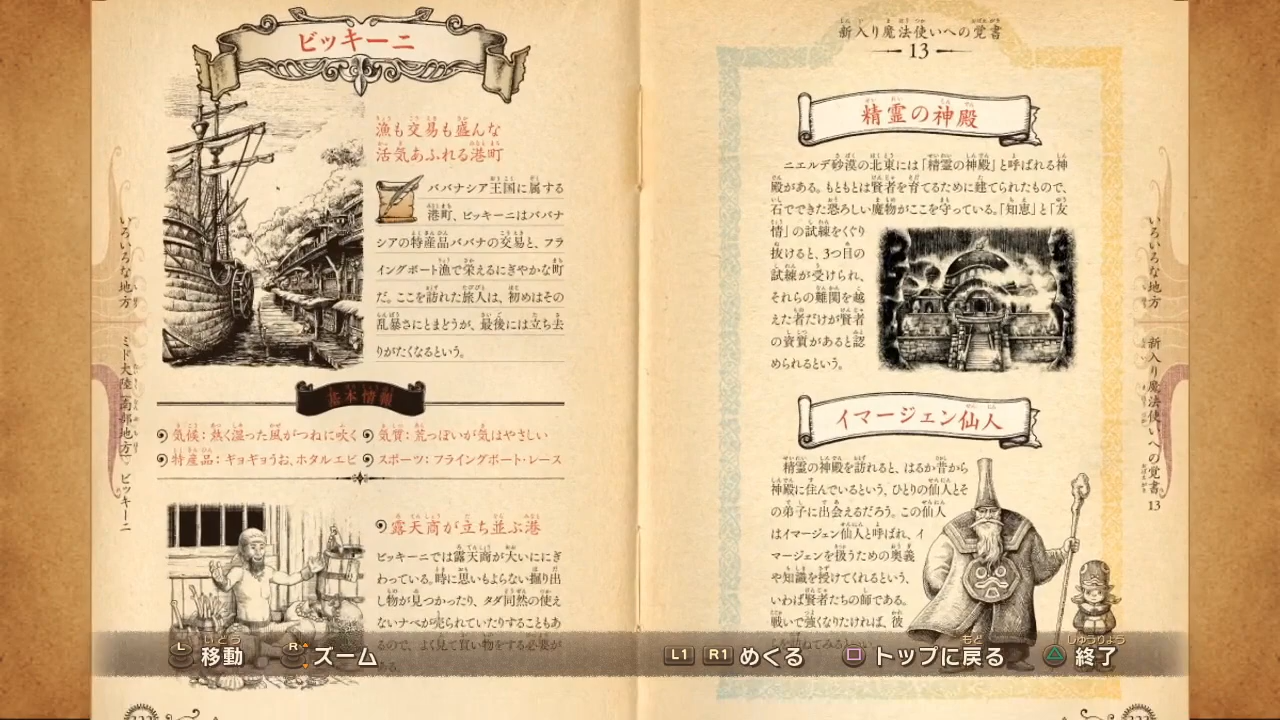 ビッキーニ
漁も交易も盛んな
活気あふれる港町
ババナシア王国に属する
港町、ビッキーニはババナ
シアの特産品ババナの交易と、フラ
イングボート漁で栄えるにぎやかな町
だ。ここを訪れた旅人は、初めはその
乱暴さにとまどうが、最後には立ち去
りがたくなるという。
基本情報
気候：熱く湿った風がつねに吹く
気質：荒っぽいが気はやさしい
特産品：ギョギョうお、ホタルエビ
スポーツ：フライングボート・レース
露天商が立ち並ぶ港
ビッキーニでは露天商が大いににぎ
わっている。時に思いもよらない掘り出
し物が見つかったり、タダ同然の使え
ないナベが売られていたりすることもあ
るので、よく見て買い物をする必要が
ある。
いろいろな地方 ミド大陸〈南部地方〉 ビッキーニ
新入り魔法使いへの覚書
13
精霊の神殿
ニエルデ砂漠の北東には「精霊の神殿」と呼ばれる神
殿がある。もともとは賢者を育てるために建てられたもので、
石でできた恐ろしい魔物がここを守っている。「知恵」と「友
情」の試練をくぐり
抜けると、3つ目の
試練が受けられ、
それらの難関を越
えた者だけが賢者
の資質があると認
められるという。
イマージェン仙人
精霊の神殿を訪れると、はるか昔から
神殿に住んでいるという、ひとりの仙人とそ
の弟子に出会えるだろう。この仙人
はイマージェン仙人と呼ばれ、イ
マージェンを扱うための奥義
や知識を授けてくれるという、
いわば賢者たちの師である。
戦いで強くなりたければ、彼
を訪ねてみるとい
いろいろな地方 新入り魔法使いへの覚書 13
L 移動
R ズーム
L1 R1 めくる
トップに戻る
終了